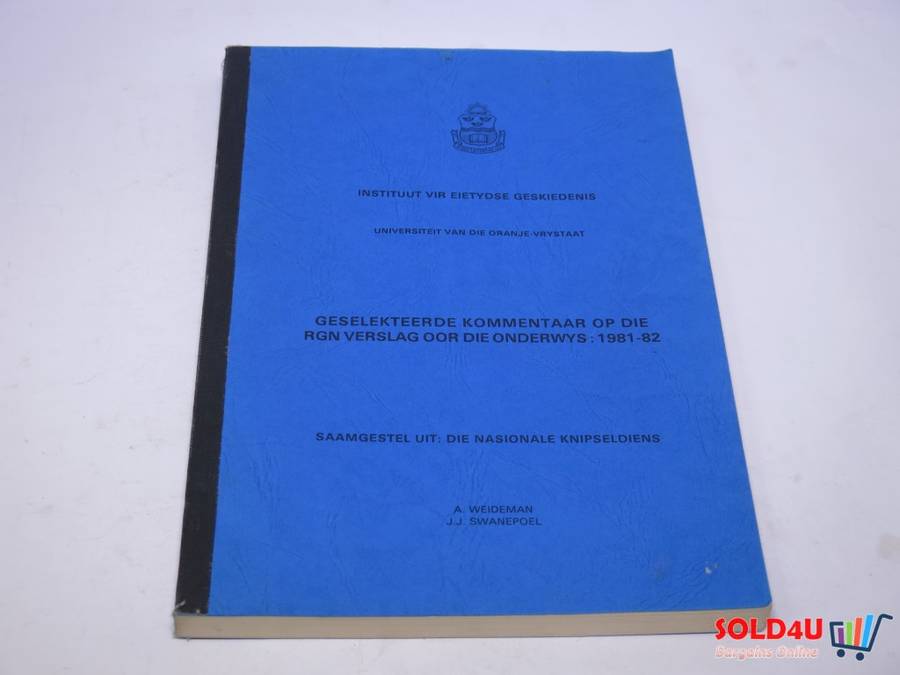 INSTITUUT VIR EIETYDSE GESKIEDENIS
UNIVERSITEIT VAN DIE ORANJE-VRYSTAAT
GESELEKTEERDE KOMMENTAAR OP DIE
RGN VERSLAG OOR DIE ONDERWYS : 1981-82
SAAMGESTEL UIT: DIE NASIONALE KNIPSELDIENS
A. WEIDEMAN
J.J. SWANEPOEL
SOLD4U
Bargains Online